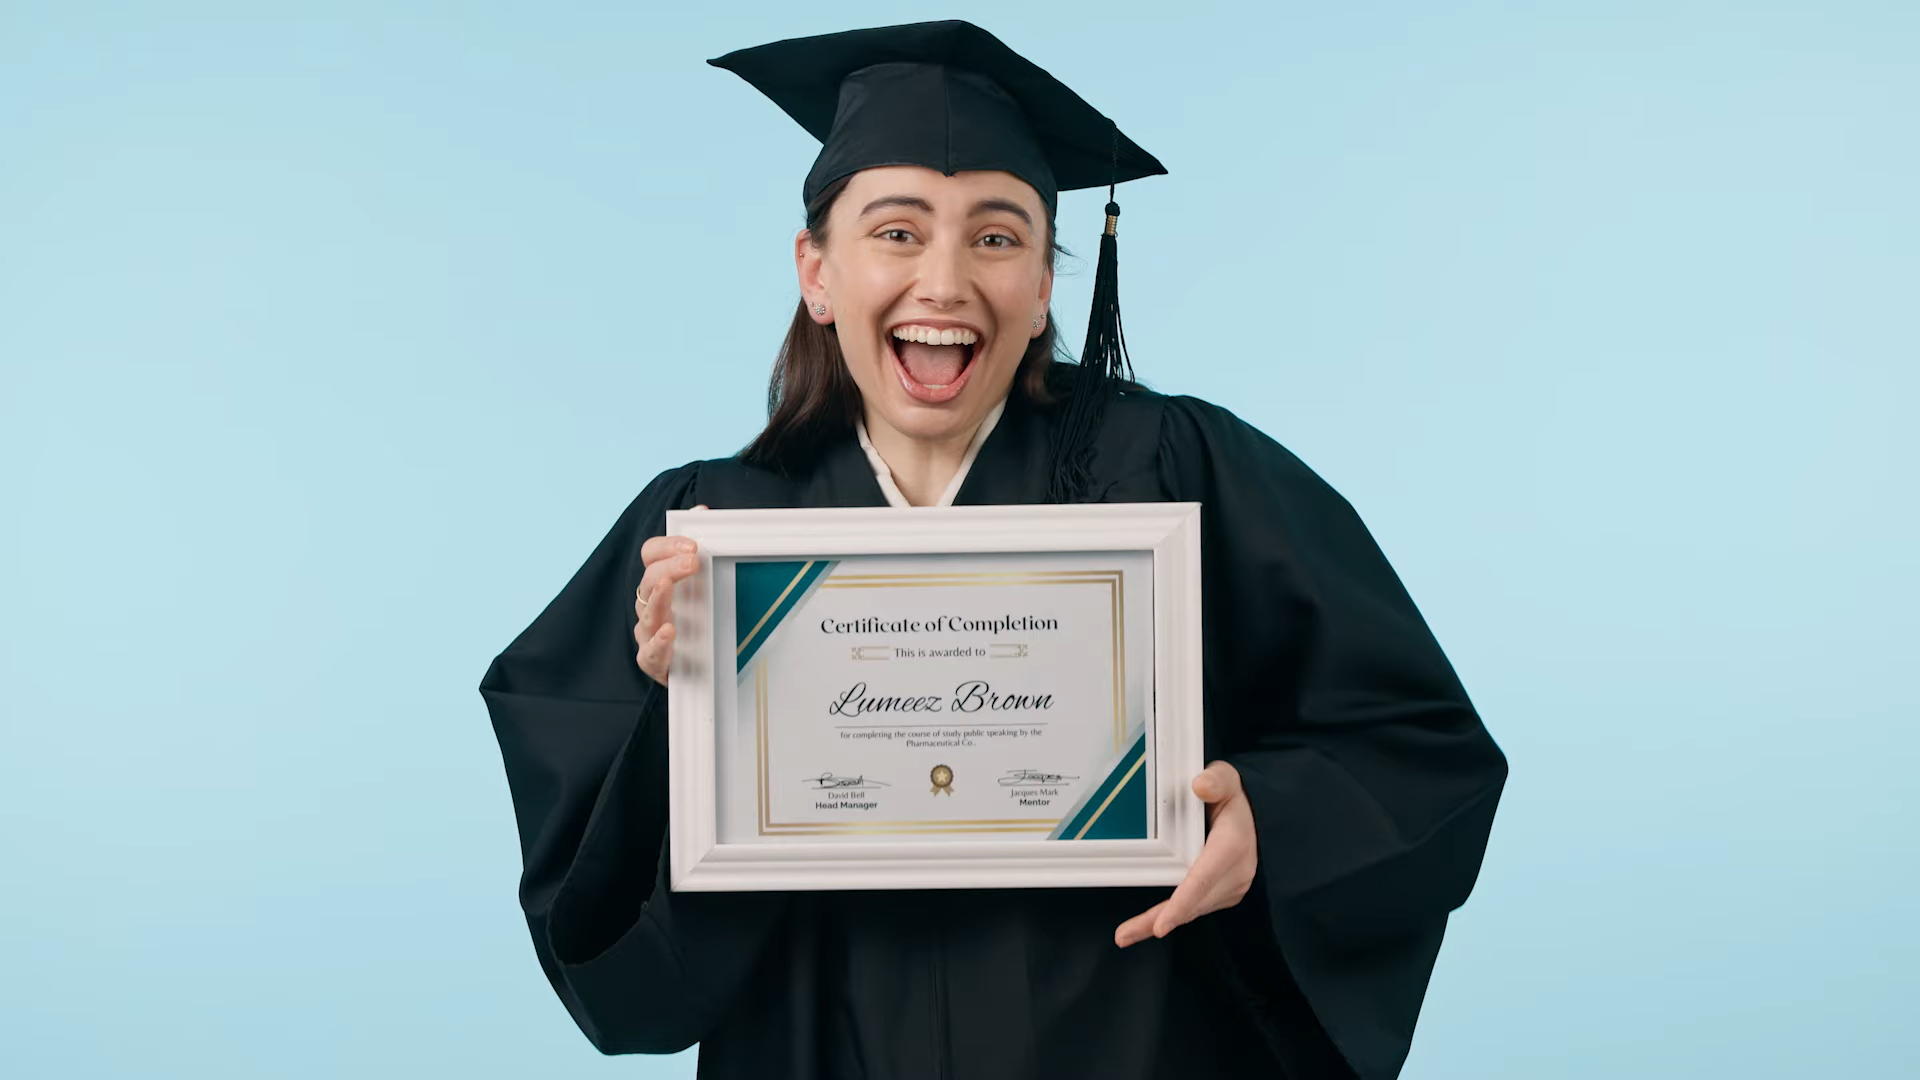 Certificate of Completion
This is awarded to
Lumeez Brown
for completing the course of study public speaking by the
Pharmaceutical Co..
David Bell
Head Manager
Jacques Mark
Mentor